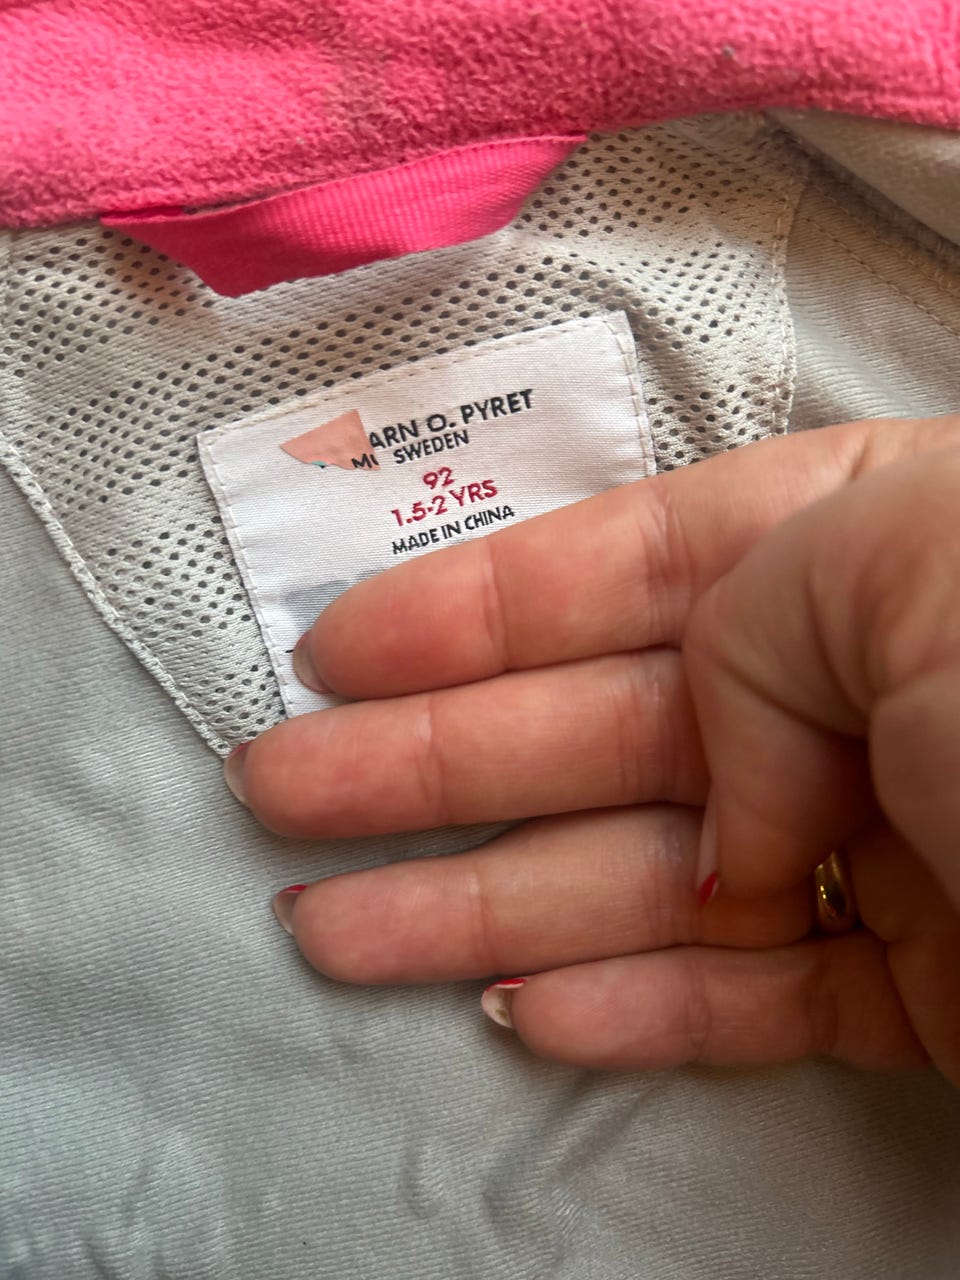 ARN O. PYRET
SWEDEN
92
1.5-2 YRS
MADE IN CHINA